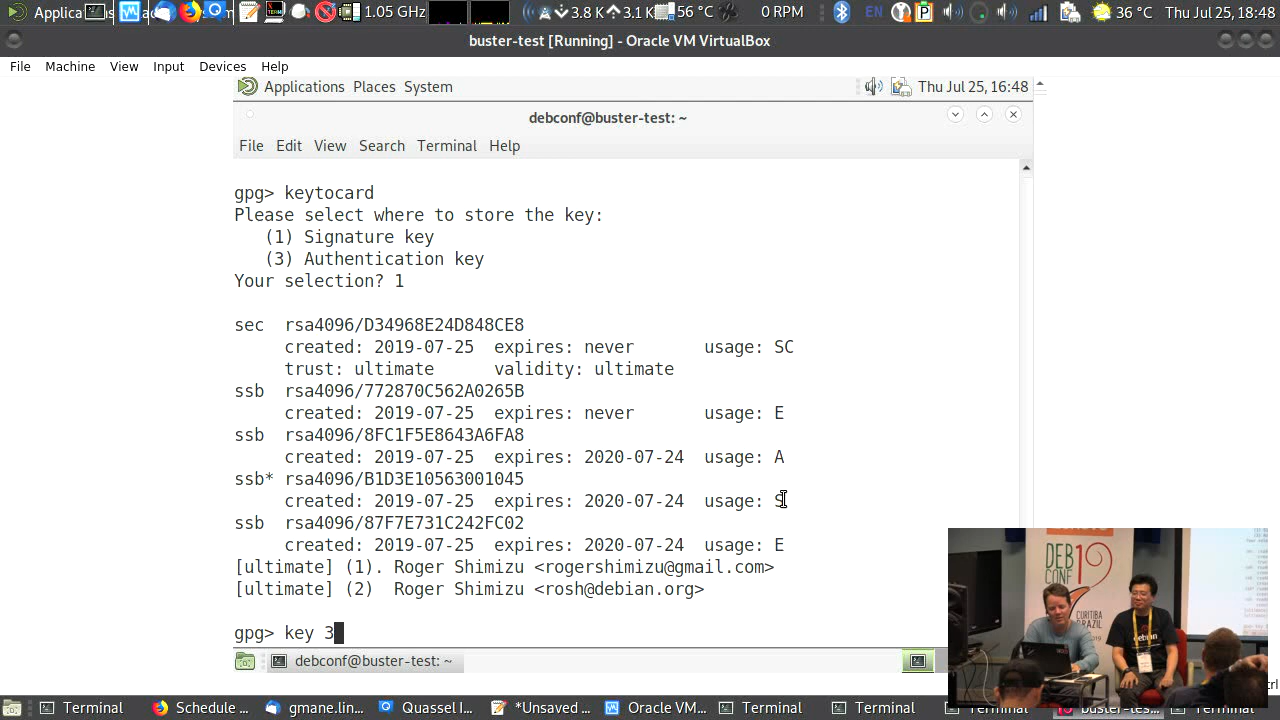 Applications
1.05 GHz
3.8 K
3.1 K
56 °C
0 RPM
EN
36 °C
Thu Jul 25, 18:48
buster-test [Running] - Oracle VM VirtualBox
File Machine View Input Devices Help
Applications Places System
Thu Jul 25, 16:48
debconf@buster-test: ~
File Edit View Search Terminal Help
gpg> keytocard
Please select where to store the key:
(1) Signature key
(3) Authentication key
Your selection? 1
sec rsa4096/D34968E24D848CE8
created: 2019-07-25 expires: never usage: SC
trust: ultimate validity: ultimate
ssb rsa4096/772870C562A0265B
created: 2019-07-25 expires: never usage: E
ssb rsa4096/8FC1F5E8643A6FA8
created: 2019-07-25 expires: 2020-07-24 usage: A
ssb* rsa4096/B1D3E10563001045
created: 2019-07-25 expires: 2020-07-24 usage: S
ssb rsa4096/87F7E731C242FC02
created: 2019-07-25 expires: 2020-07-24 usage: E
[ultimate] (1). Roger Shimizu <rogershimizu@gmail.com>
[ultimate] (2) Roger Shimizu <rosh@debian.org>
gpg> key 3
DEB
CONF 19
CURITIBA
BRAZIL
debian
debconf@buster-test: ~
Terminal
Schedule ...
gmane.lin...
Quassel I...
*Unsaved ...
Oracle VM...
Terminal
Terminal
Terminal
buster-tes...
Terminal